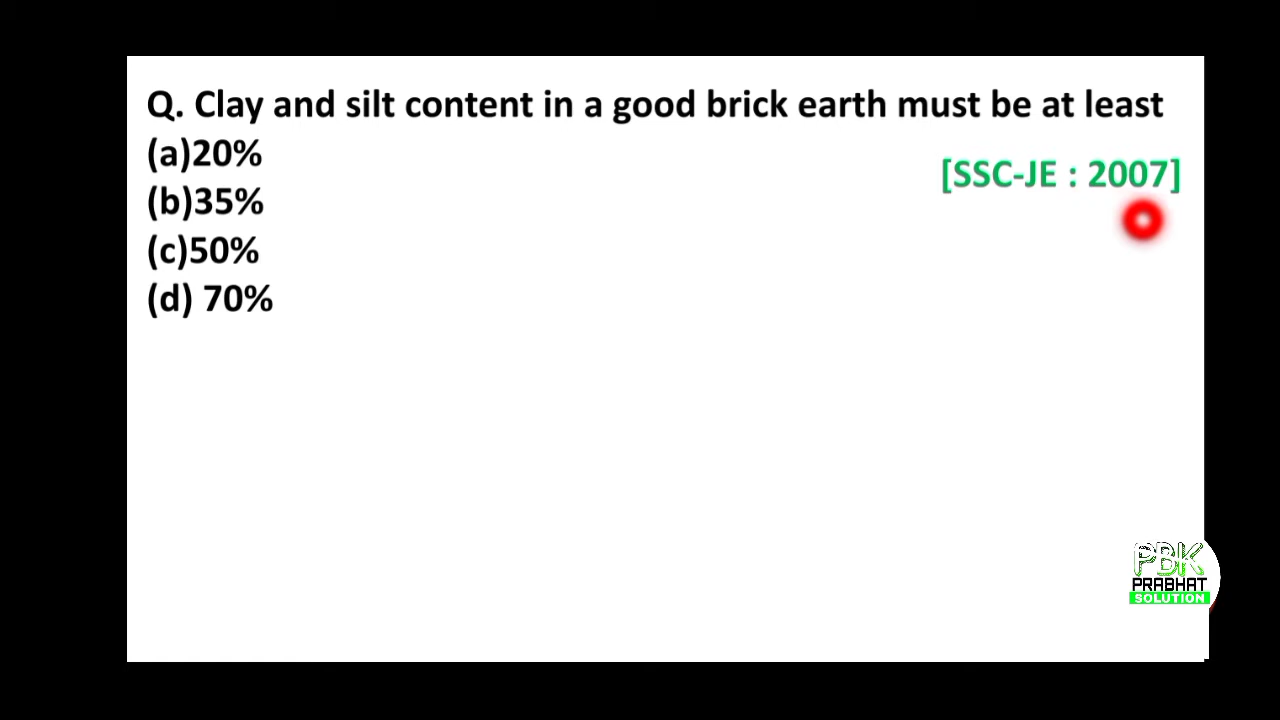 Q. Clay and silt content in a good brick earth must be at least
(a)20%
[SSC-JE : 2007]
(b)35%
(c)50%
(d) 70%
PBK
PRABHAT
SOLUTION